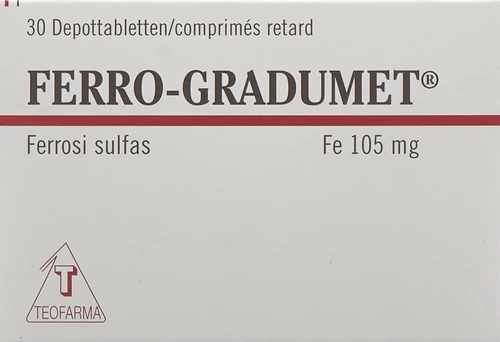 30 Depottabletten/comprimés retard
FERRO-GRADUMET®
Ferrosi sulfas Fe 105 mg
T
TEOFARMA